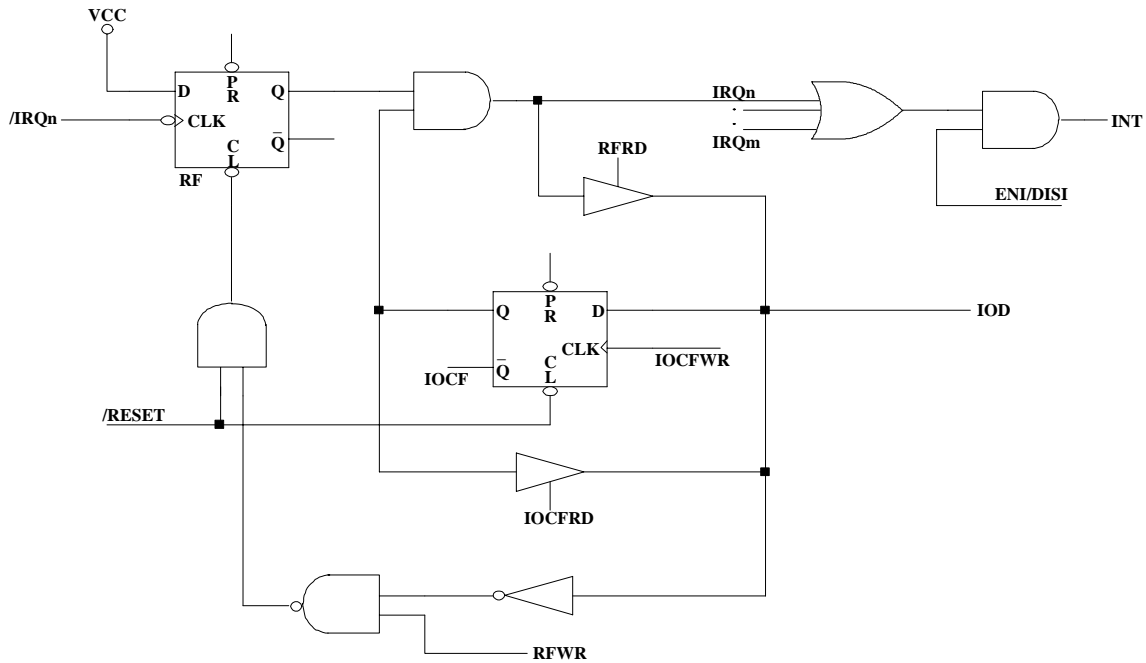 VCC
D
P
R
Q
/IRQn
CLK
C
L
Q
RF
IRQn
:
IRQm
INT
RFRD
ENI/DISI
Q
P
R
D
IOD
CLK
IOCFWR
IOCF
Q
C
L
/RESET
IOCFRD
RFWR